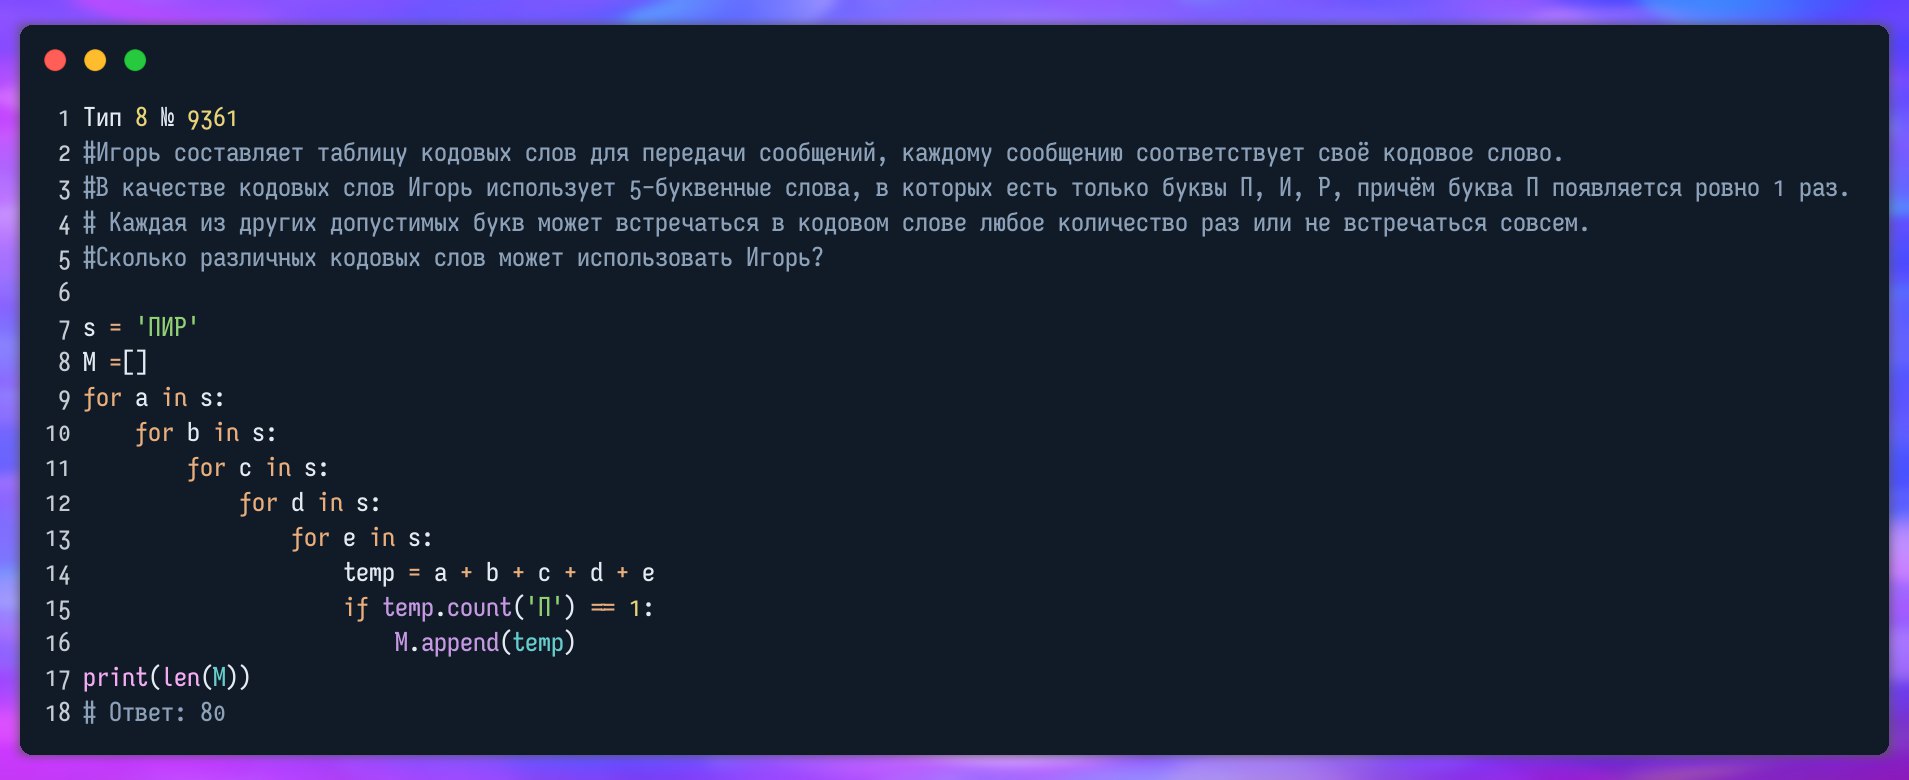 1 Тип 8 № 9361
2 #Игорь составляет таблицу кодовых слов для передачи сообщений, каждому сообщению соответствует своё кодовое слово.
3 #В качестве кодовых слов Игорь использует 5-буквенные слова, в которых есть только буквы П, И, Р, причём буква П появляется ровно 1 раз.
4 # Каждая из других допустимых букв может встречаться в кодовом слове любое количество раз или не встречаться совсем.
5 #Сколько различных кодовых слов может использовать Игорь?
6
7 s = 'ПИР'
8 M =[]
9 for a in s:
10     for b in s:
11         for c in s:
12             for d in s:
13                 for e in s:
14                     temp = a + b + c + d + e
15                     if temp.count('П') == 1:
16                         M.append(temp)
17 print(len(M))
18 # Ответ: 80